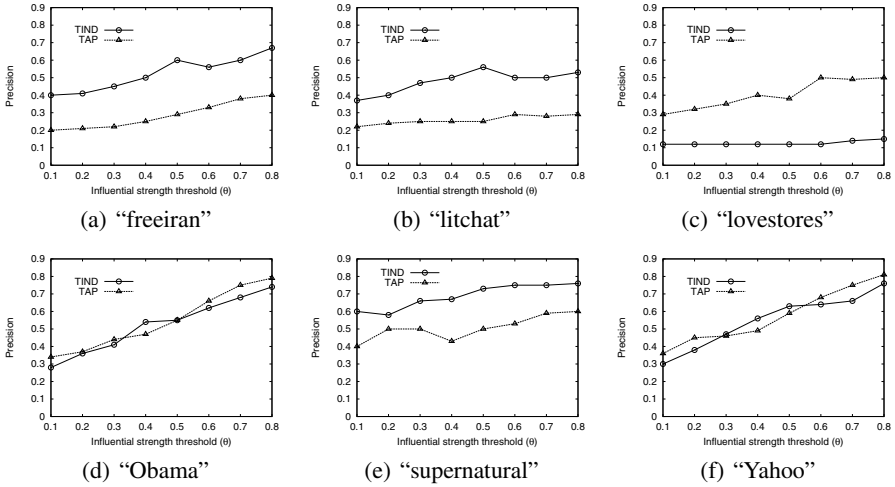 0.9
0.8
0.7
0.6
0.5
0.4
0.3
0.2
0.1
0
Precision
TIND
TAP
0.1 0.2 0.3 0.4 0.5 0.6 0.7 0.8
Influential strength threshold (θ)
(a) “freeiran”
0.9
0.8
0.7
0.6
0.5
0.4
0.3
0.2
0.1
0
Precision
TIND
TAP
0.1 0.2 0.3 0.4 0.5 0.6 0.7 0.8
Influential strength threshold (θ)
(b) “litchat”
0.9
0.8
0.7
0.6
0.5
0.4
0.3
0.2
0.1
0
Precision
TIND
TAP
0.1 0.2 0.3 0.4 0.5 0.6 0.7 0.8
Influential strength threshold (θ)
(c) “lovestores”
0.9
0.8
0.7
0.6
0.5
0.4
0.3
0.2
0.1
0
Precision
TIND
TAP
0.1 0.2 0.3 0.4 0.5 0.6 0.7 0.8
Influential strength threshold (θ)
(d) “Obama”
0.9
0.8
0.7
0.6
0.5
0.4
0.3
0.2
0.1
0
Precision
TIND
TAP
0.1 0.2 0.3 0.4 0.5 0.6 0.7 0.8
Influential strength threshold (θ)
(e) “supernatural”
0.9
0.8
0.7
0.6
0.5
0.4
0.3
0.2
0.1
0
Precision
TIND
TAP
0.1 0.2 0.3 0.4 0.5 0.6 0.7 0.8
Influential strength threshold (θ)
(f) “Yahoo”